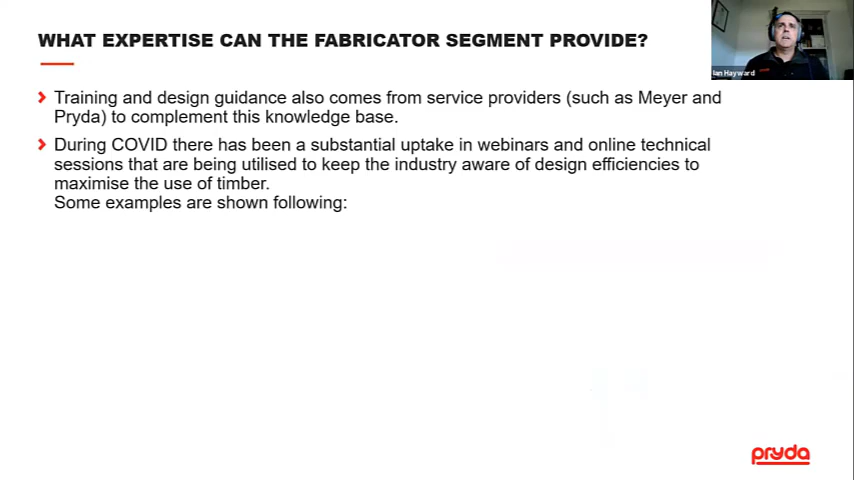 WHAT EXPERTISE CAN THE FABRICATOR SEGMENT PROVIDE?
Ian Hayward
Training and design guidance also comes from service providers (such as Meyer and
Pryda) to complement this knowledge base.
During COVID there has been a substantial uptake in webinars and online technical
sessions that are being utilised to keep the industry aware of design efficiencies to
maximise the use of timber.
Some examples are shown following:
pryda